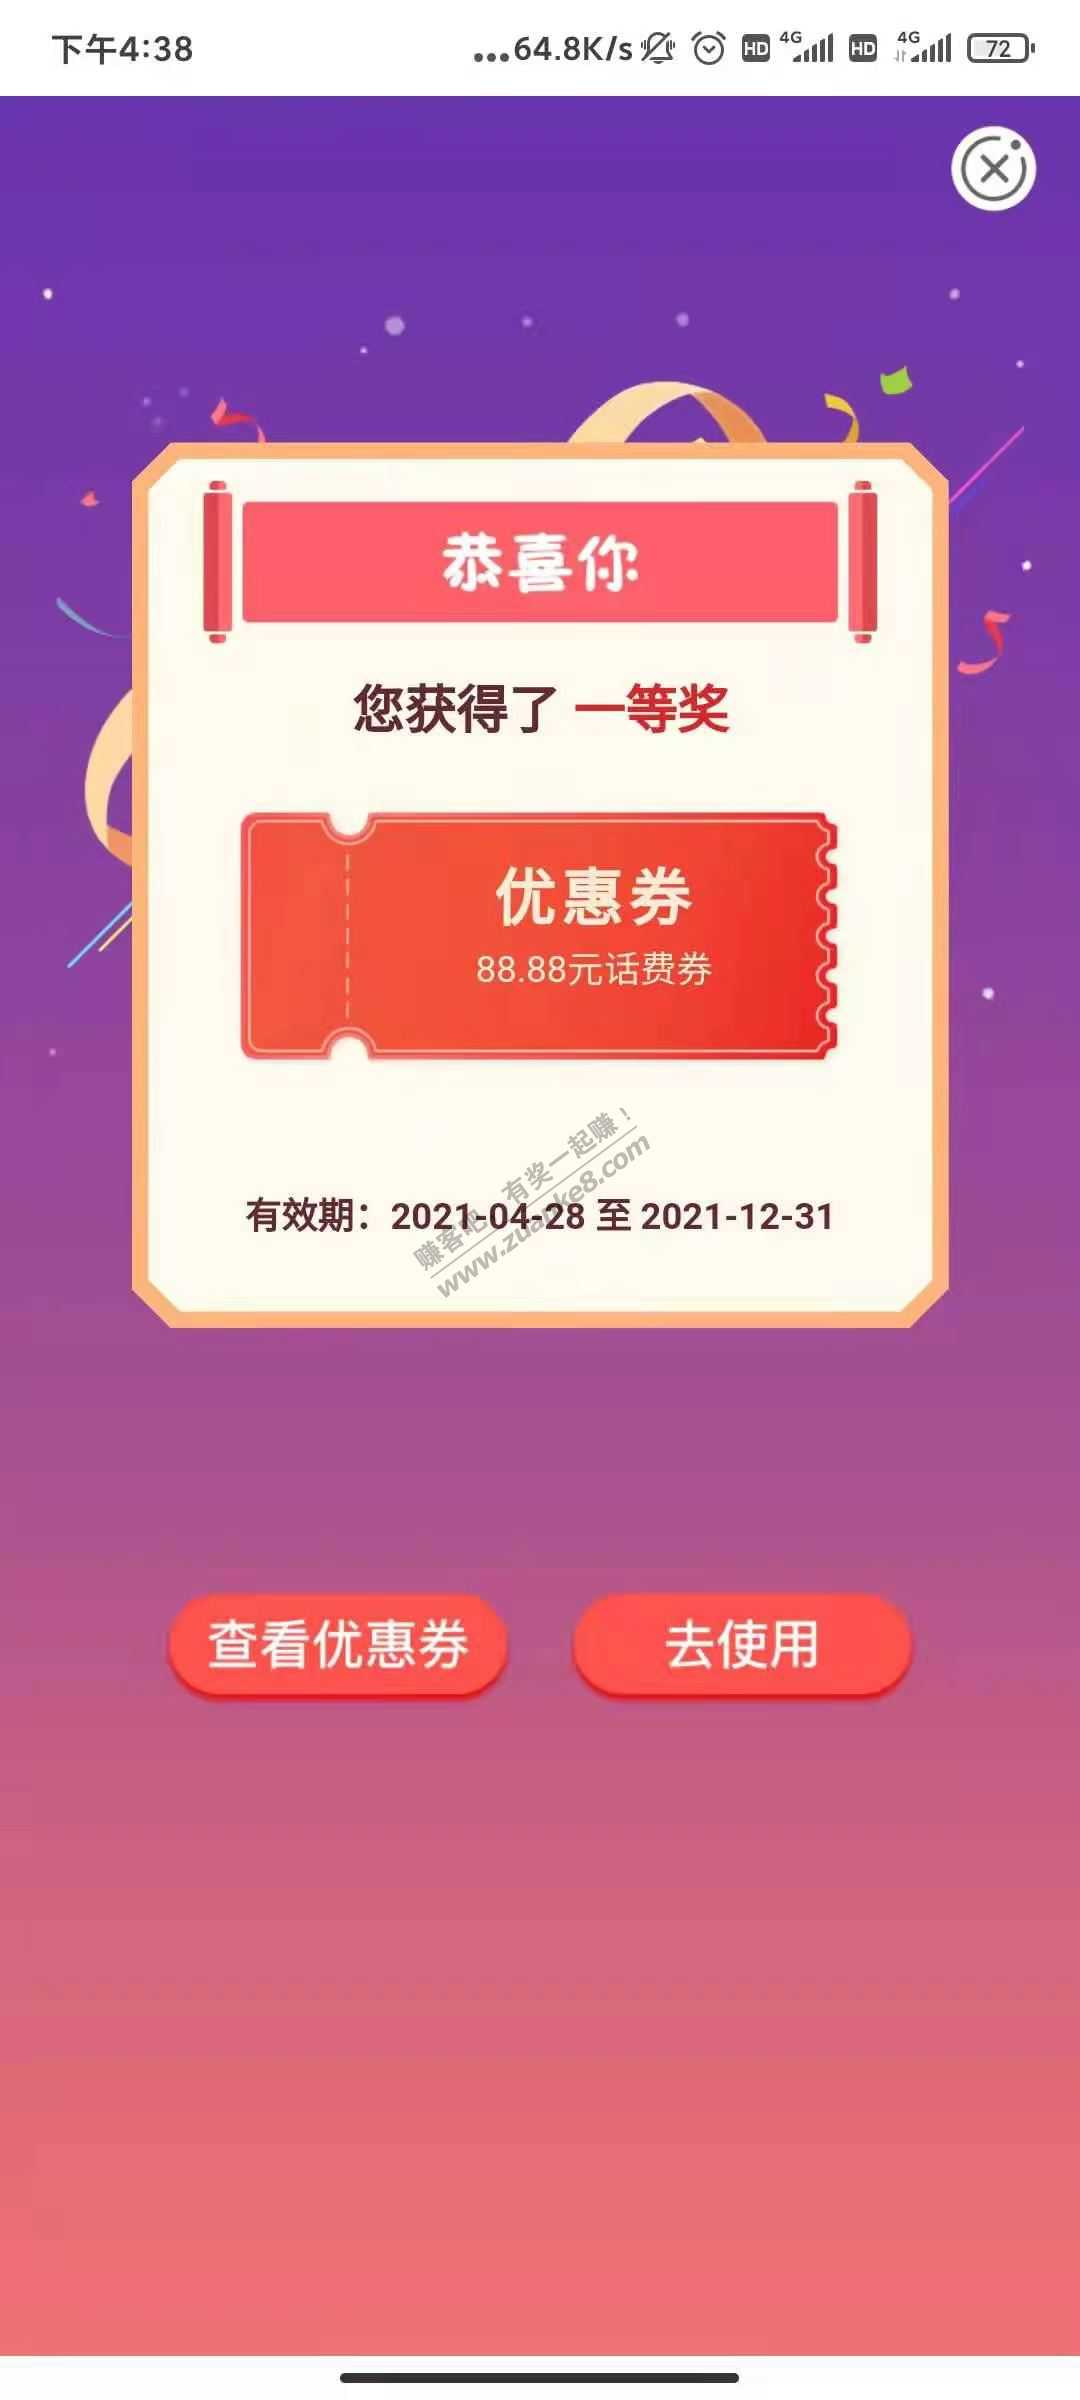 下午4:38
...64.8K/s HD 4G HD 4G 72
恭喜你
您获得了 一等奖
优惠券
88.88元话费券
有效期：2021-04-28 至 2021-12-31
赚客吧，有奖一起赚！
www.zuanke8.com
查看优惠券
去使用